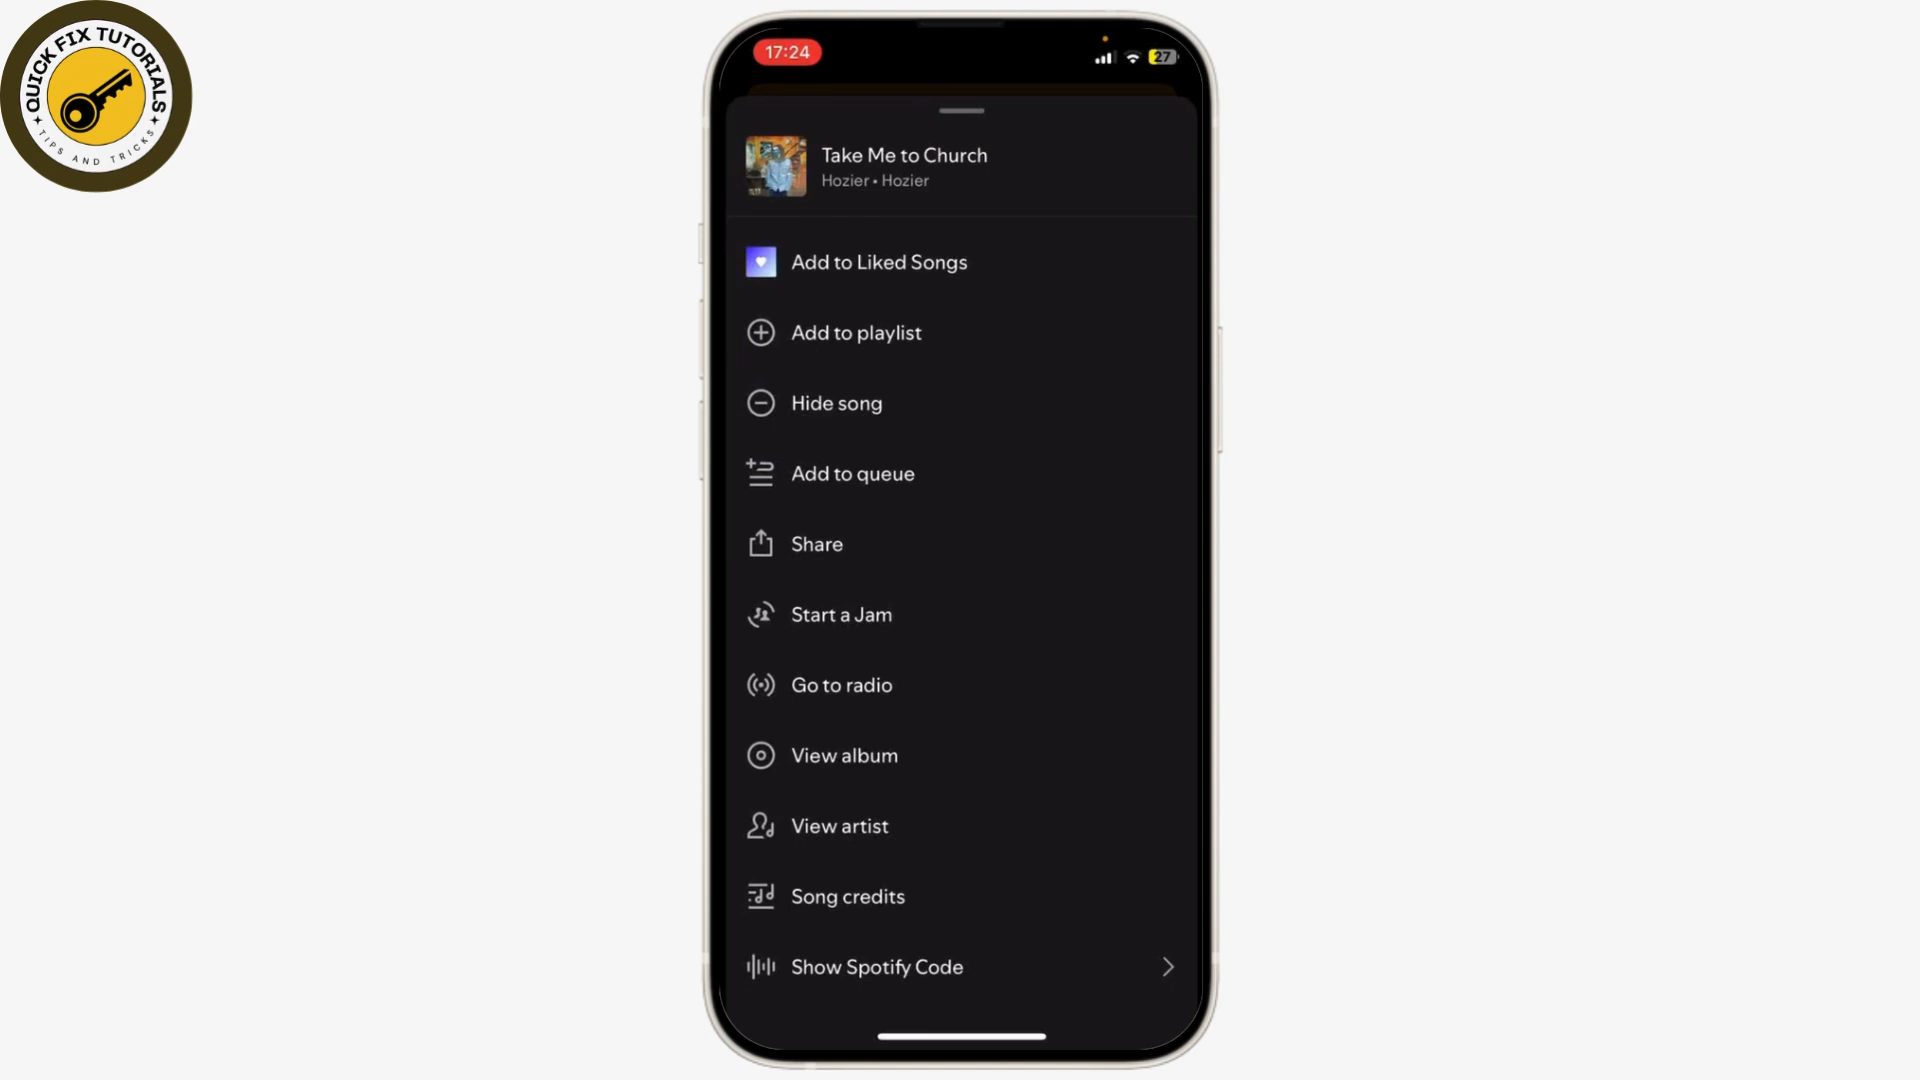 QUICK FIX TUTORIALS
TIPS AND TRICKS
17:24
27
Take Me to Church
Hozier • Hozier
Add to Liked Songs
Add to playlist
Hide song
Add to queue
Share
Start a Jam
Go to radio
View album
View artist
Song credits
Show Spotify Code